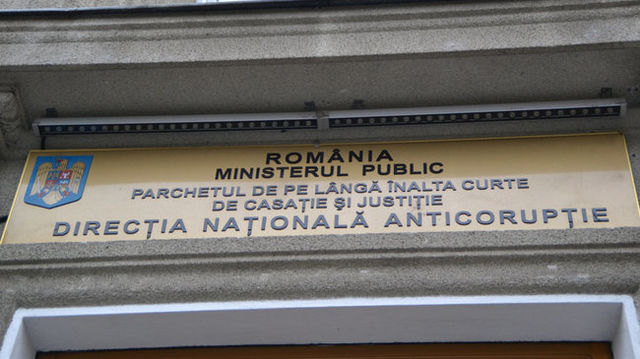 ROMÂNIA
MINISTERUL PUBLIC
PARCHETUL DE PE LÂNGĂ ÎNALTA CURTE
DE CASAȚIE ȘI JUSTIȚIE
DIRECȚIA NAȚIONALĂ ANTICORUPȚIE